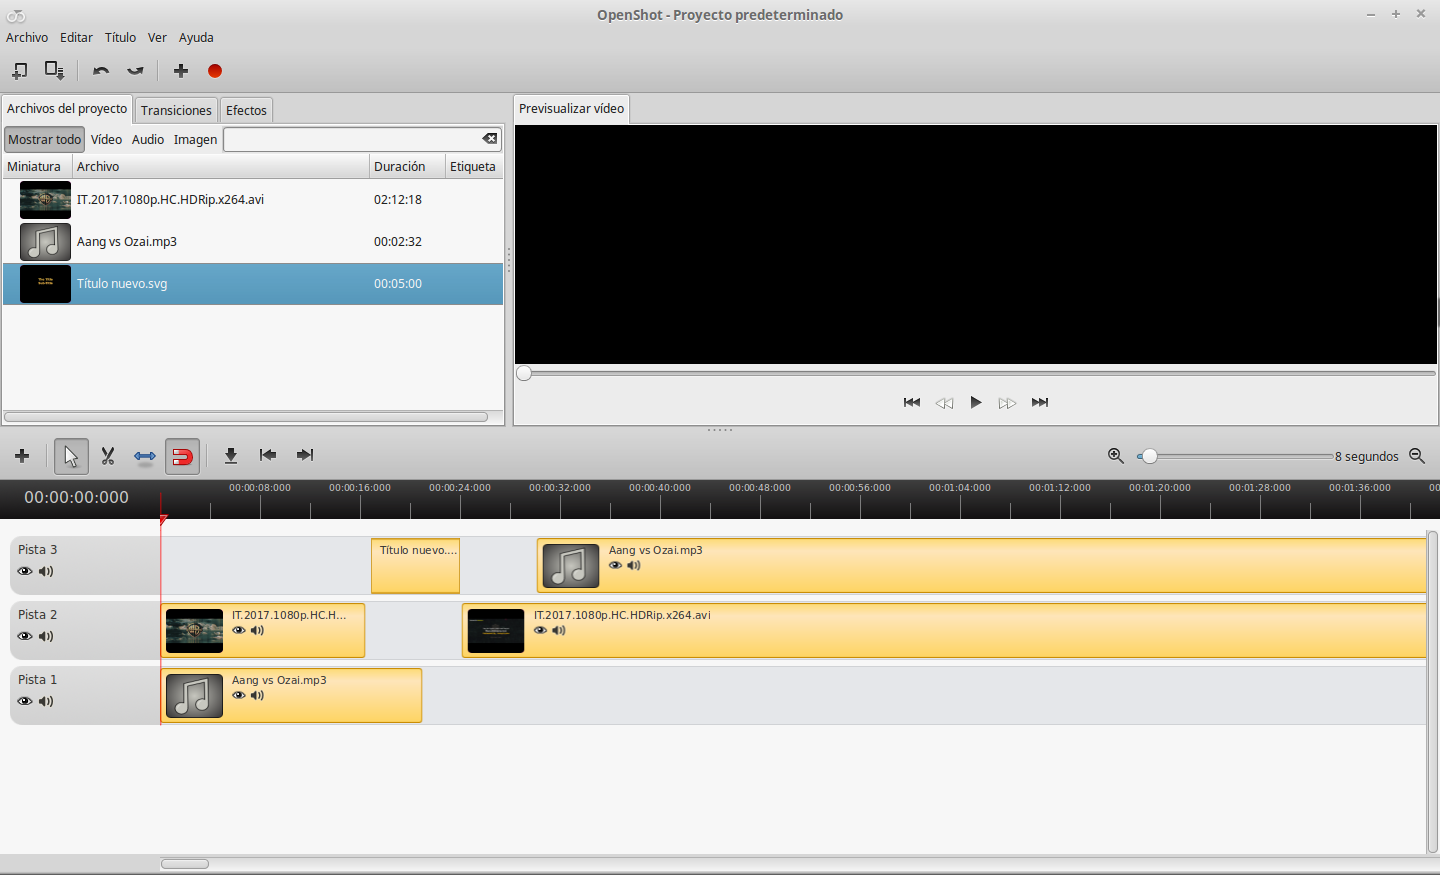 OpenShot - Proyecto predeterminado
Archivo Editar Título Ver Ayuda
Archivos del proyecto Transiciones Efectos
Previsualizar vídeo
Mostrar todo Vídeo Audio Imagen
Miniatura Archivo Duración Etiqueta
IT.2017.1080p.HC.HDRip.x264.avi 02:12:18
Aang vs Ozai.mp3 00:02:32
Título nuevo.svg 00:05:00
8 segundos
00:00:00:000
00:00:08:000 00:00:16:000 00:00:24:000 00:00:32:000 00:00:40:000 00:00:48:000 00:00:56:000 00:01:04:000 00:01:12:000 00:01:20:000 00:01:28:000 00:01:36:000 00
Pista 3
Título nuevo....
Aang vs Ozai.mp3
Pista 2
IT.2017.1080p.HC.H...
IT.2017.1080p.HC.HDRip.x264.avi
Pista 1
Aang vs Ozai.mp3